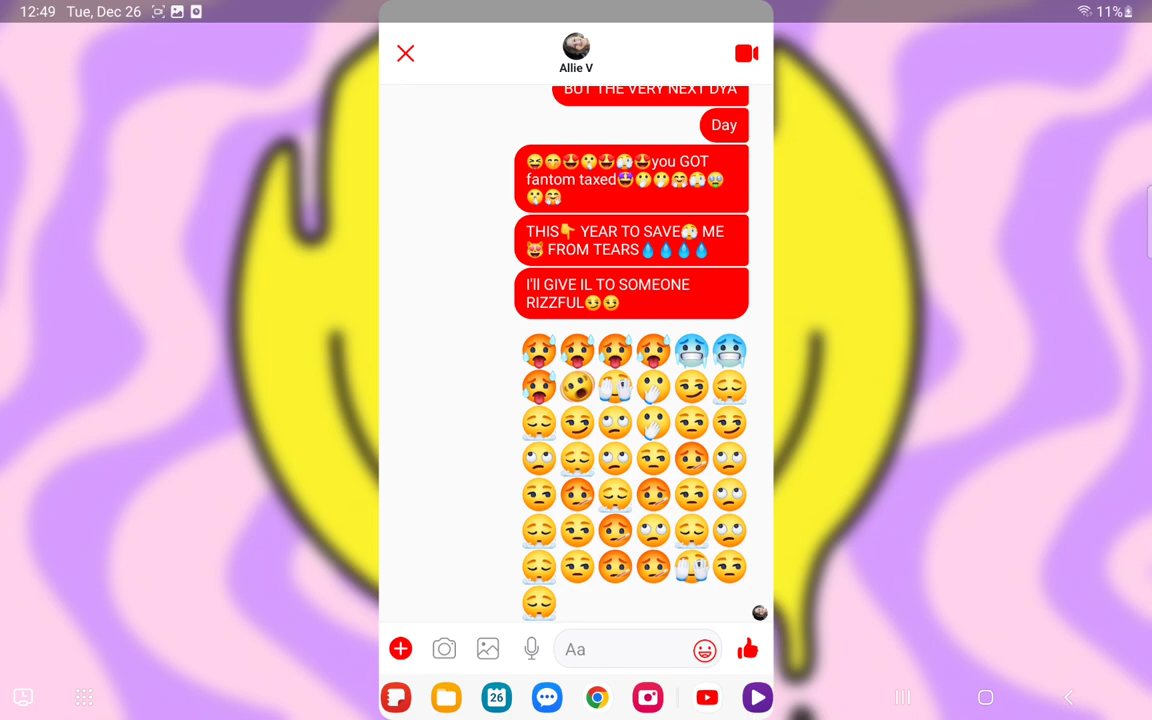 12:49 Tue, Dec 26
11%
Allie V
BUT THE VERY NEXT DYA
Day
😆😁🤩🤫🤩🫣🤩you GOT
fantom taxed🤩🤫🤫🤗🫣🥹
🤫🤗
THIS👇 YEAR TO SAVE🫣 ME
😻 FROM TEARS💧💧💧💧
I'll GIVE IL TO SOMEONE
RIZZFUL😏😏
🥵🥵🥵🥵🥶🥶
🥵🤪🫣🫢😏😮‍💨
😮‍💨😏🙄🫢😒😏
🙄😮‍💨🙄😒🤒🙄
😒🤒😮‍💨🤒😒🙄
😮‍💨😒🤒🙄😮‍💨🙄
😮‍💨😒🤒🤒🫣😒
😮‍💨
Aa
26